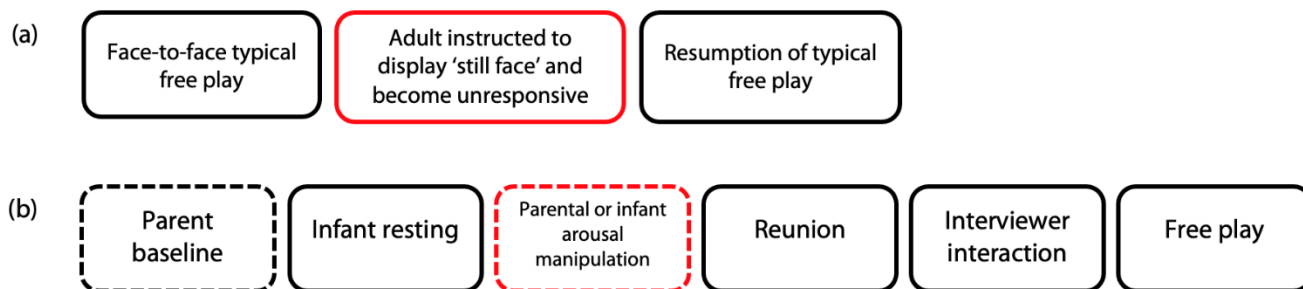 (a)
Face-to-face typical
free play
Adult instructed to
display ‘still face’ and
become unresponsive
Resumption of typical
free play
(b)
Parent
baseline
Infant resting
Parental or infant
arousal
manipulation
Reunion
Interviewer
interaction
Free play